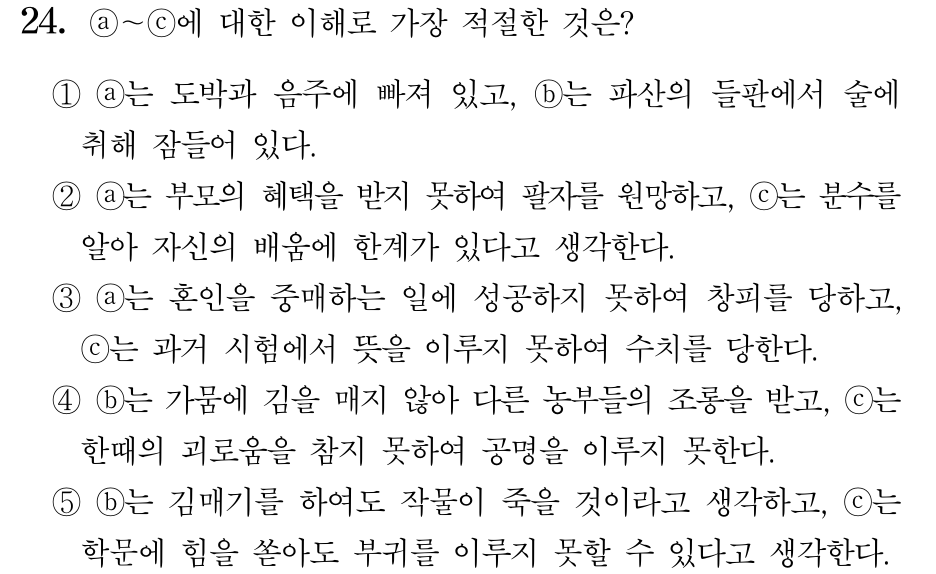 24. ⓐ~ⓒ에 대한 이해로 가장 적절한 것은?
① ⓐ는 도박과 음주에 빠져 있고, ⓑ는 파산의 들판에서 술에
취해 잠들어 있다.
② ⓐ는 부모의 혜택을 받지 못하여 팔자를 원망하고, ⓒ는 분수를
알아 자신의 배움에 한계가 있다고 생각한다.
③ ⓐ는 혼인을 중매하는 일에 성공하지 못하여 창피를 당하고,
ⓒ는 과거 시험에서 뜻을 이루지 못하여 수치를 당한다.
④ ⓑ는 가뭄에 김을 매지 않아 다른 농부들의 조롱을 받고, ⓒ는
한때의 괴로움을 참지 못하여 공명을 이루지 못한다.
⑤ ⓑ는 김매기를 하여도 작물이 죽을 것이라고 생각하고, ⓒ는
학문에 힘을 쏟아도 부귀를 이루지 못할 수 있다고 생각한다.